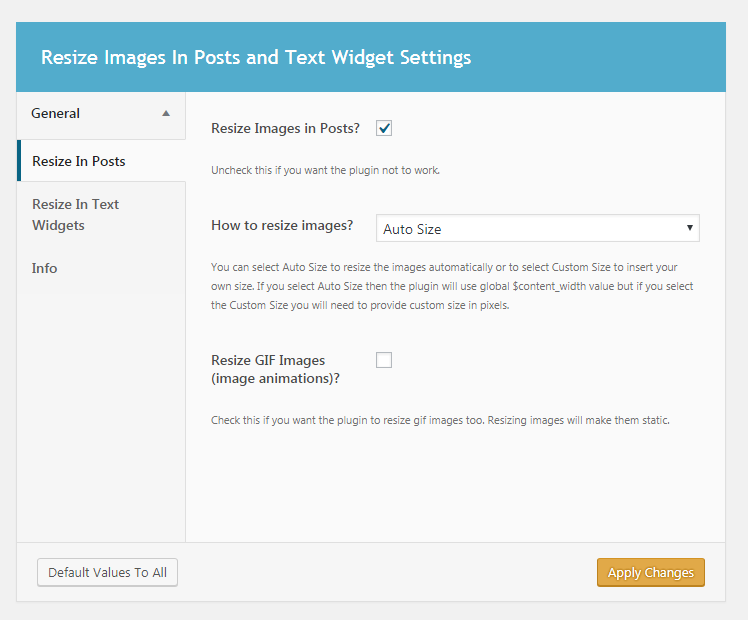 Resize Images In Posts and Text Widget Settings
General
Resize In Posts
Resize In Text
Widgets
Info
Resize Images in Posts?
Uncheck this if you want the plugin not to work.
How to resize images?
Auto Size
You can select Auto Size to resize the images automatically or to select Custom Size to insert your
own size. If you select Auto Size then the plugin will use global $content_width value but if you select
the Custom Size you will need to provide custom size in pixels.
Resize GIF Images
(image animations)?
Check this if you want the plugin to resize gif images too. Resizing images will make them static.
Default Values To All
Apply Changes